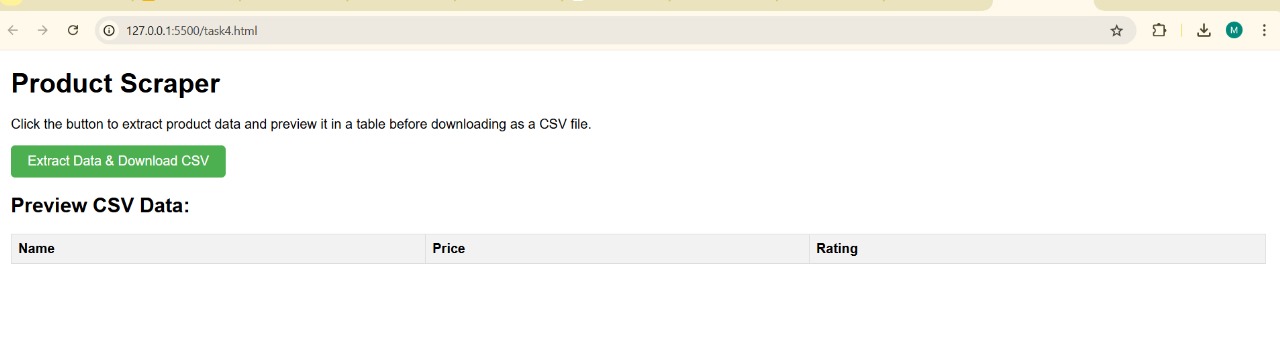 127.0.0.1:5500/task4.html
M
Product Scraper
Click the button to extract product data and preview it in a table before downloading as a CSV file.
Extract Data & Download CSV
Preview CSV Data:
Name Price Rating